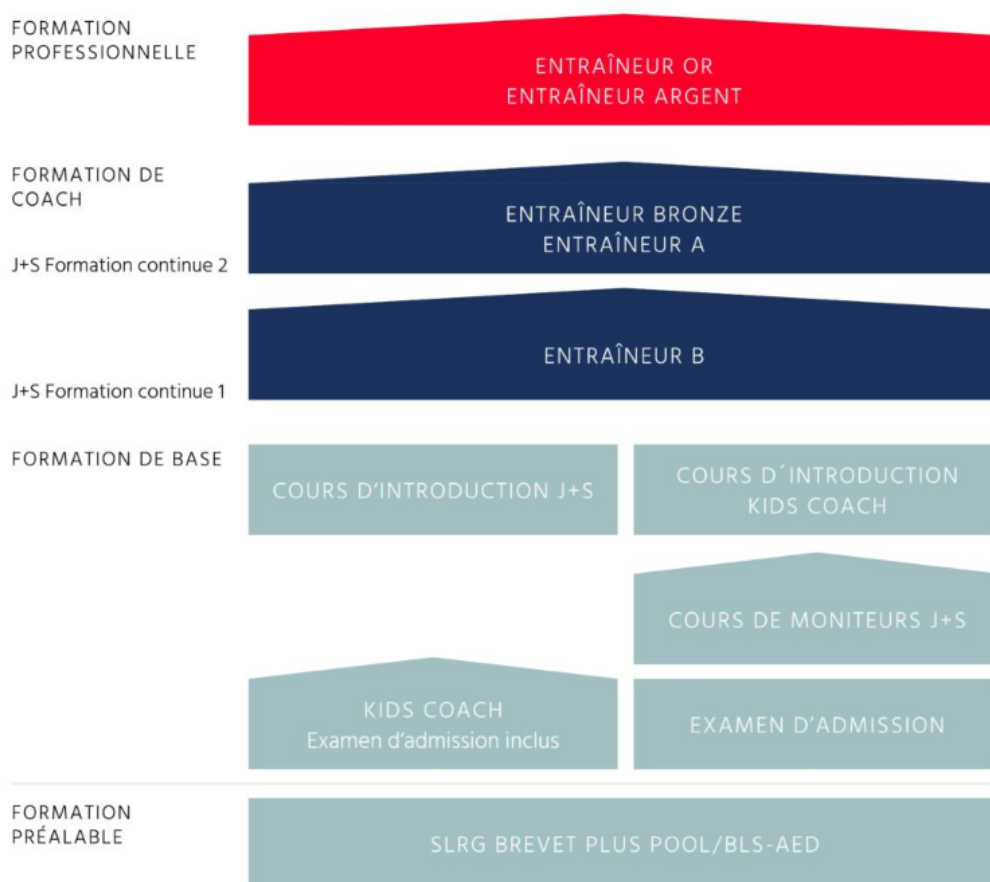 FORMATION
PROFESSIONNELLE
ENTRAÎNEUR OR
ENTRAÎNEUR ARGENT
FORMATION DE
COACH
ENTRAÎNEUR BRONZE
ENTRAÎNEUR A
J+S Formation continue 2
ENTRAÎNEUR B
J+S Formation continue 1
FORMATION DE BASE
COURS D’INTRODUCTION J+S
COURS D´INTRODUCTION
KIDS COACH
COURS DE MONITEURS J+S
KIDS COACH
Examen d’admission inclus
EXAMEN D’ADMISSION
FORMATION
PRÉALABLE
SLRG BREVET PLUS POOL/BLS-AED